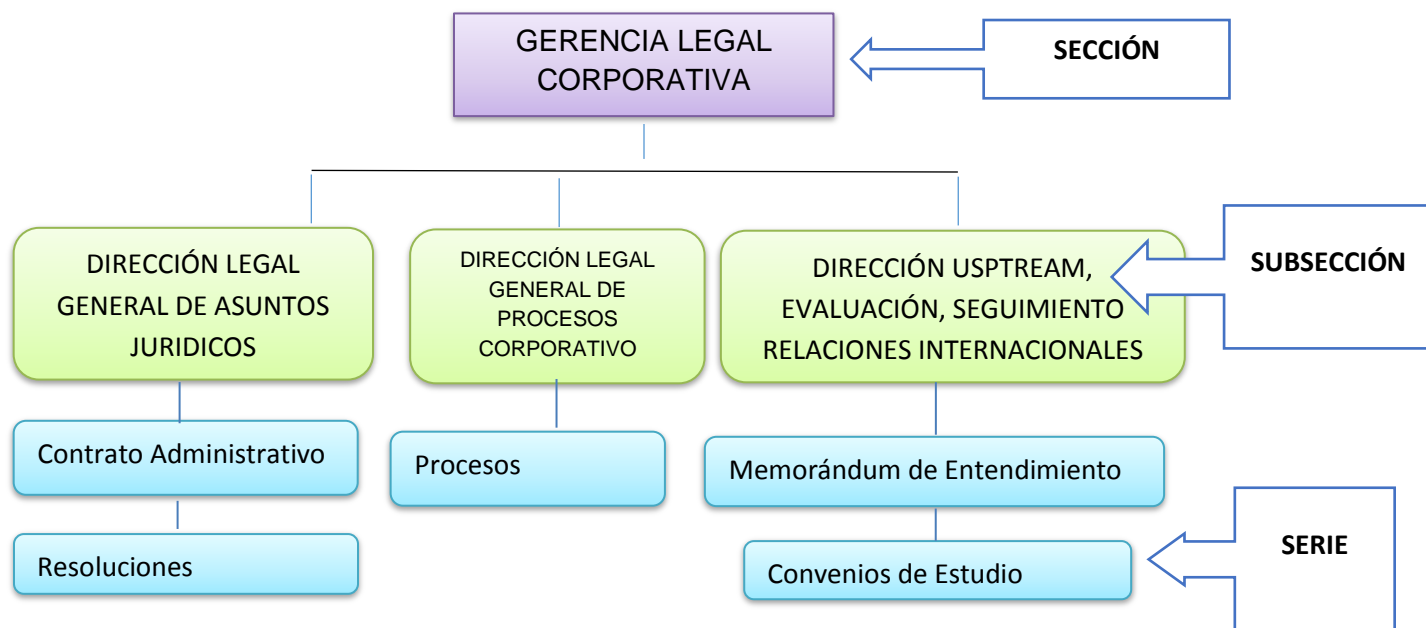 GERENCIA LEGAL
CORPORATIVA
SECCIÓN
DIRECCIÓN LEGAL
GENERAL DE ASUNTOS
JURIDICOS
DIRECCIÓN LEGAL
GENERAL DE
PROCESOS
CORPORATIVO
DIRECCIÓN USPTREAM,
EVALUACIÓN, SEGUIMIENTO
RELACIONES INTERNACIONALES
SUBSECCIÓN
Contrato Administrativo
Resoluciones
Procesos
Memorándum de Entendimiento
Convenios de Estudio
SERIE